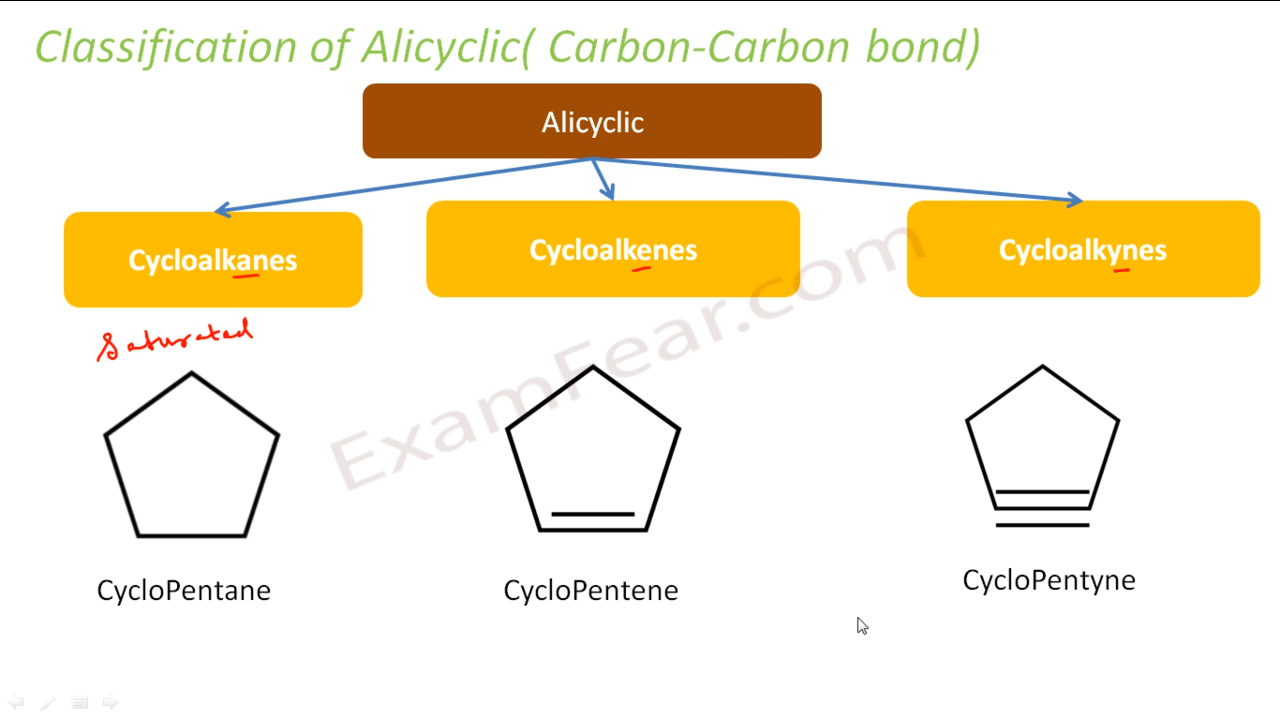 Classification of Alicyclic( Carbon-Carbon bond)
Alicyclic
Cycloalkanes
Cycloalkenes
Cycloalkynes
Saturated
ExamFear.com
CycloPentane
CycloPentene
CycloPentyne